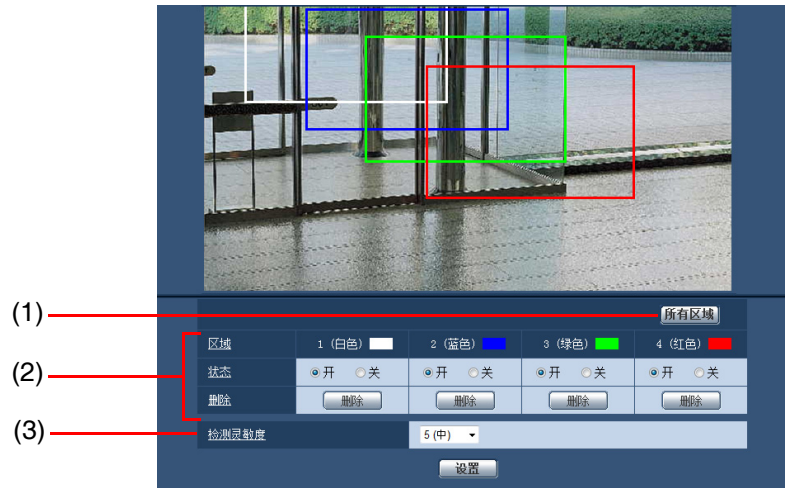 (1)
所有区域
(2)
区域 1 (白色) 2 (蓝色) 3 (绿色) 4 (红色)
状态 开 关 开 关 开 关 开 关
删除 删除 删除 删除 删除
(3)
检测灵敏度 5 (中)
设置